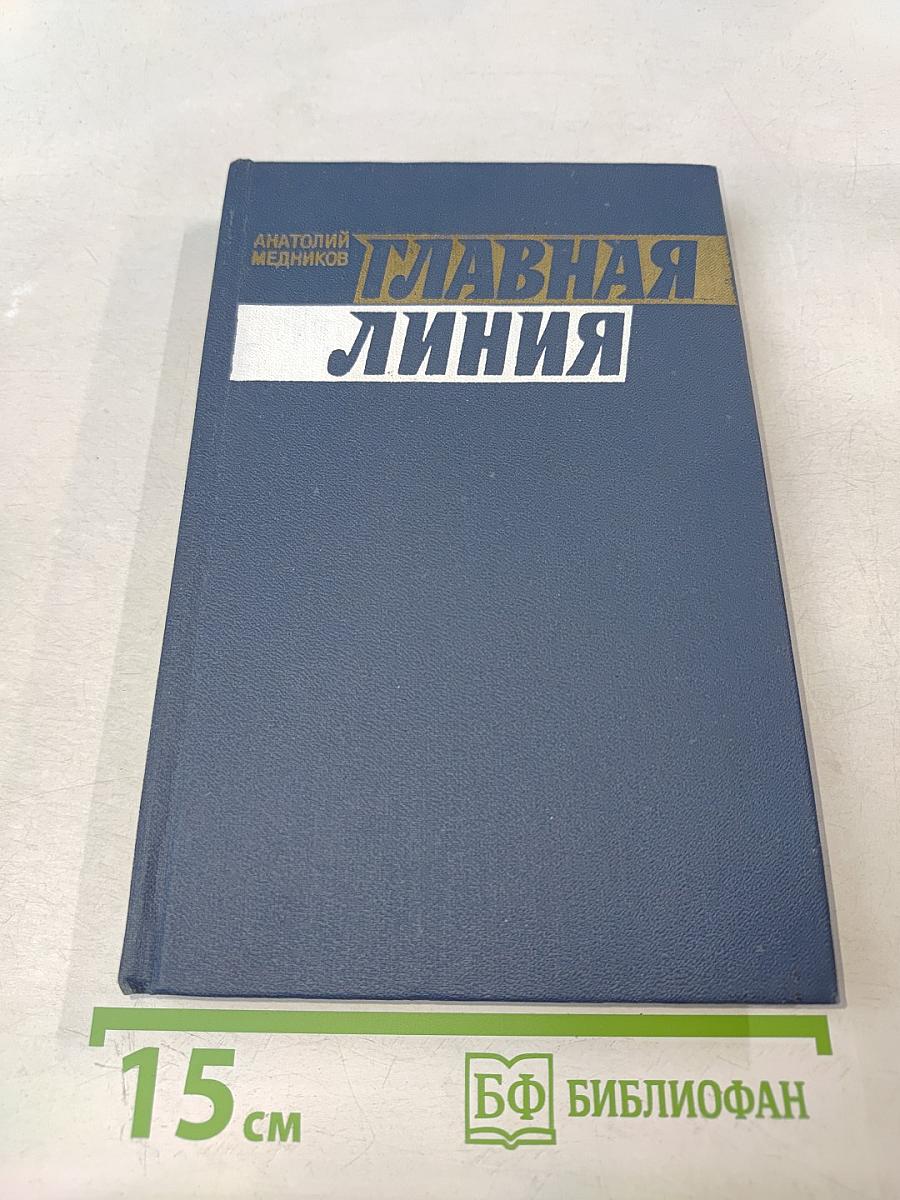 АНАТОЛИЙ
МЕДНИКОВ
ГЛАВНАЯ
ЛИНИЯ
15 см
БФ БИБЛИОФАН